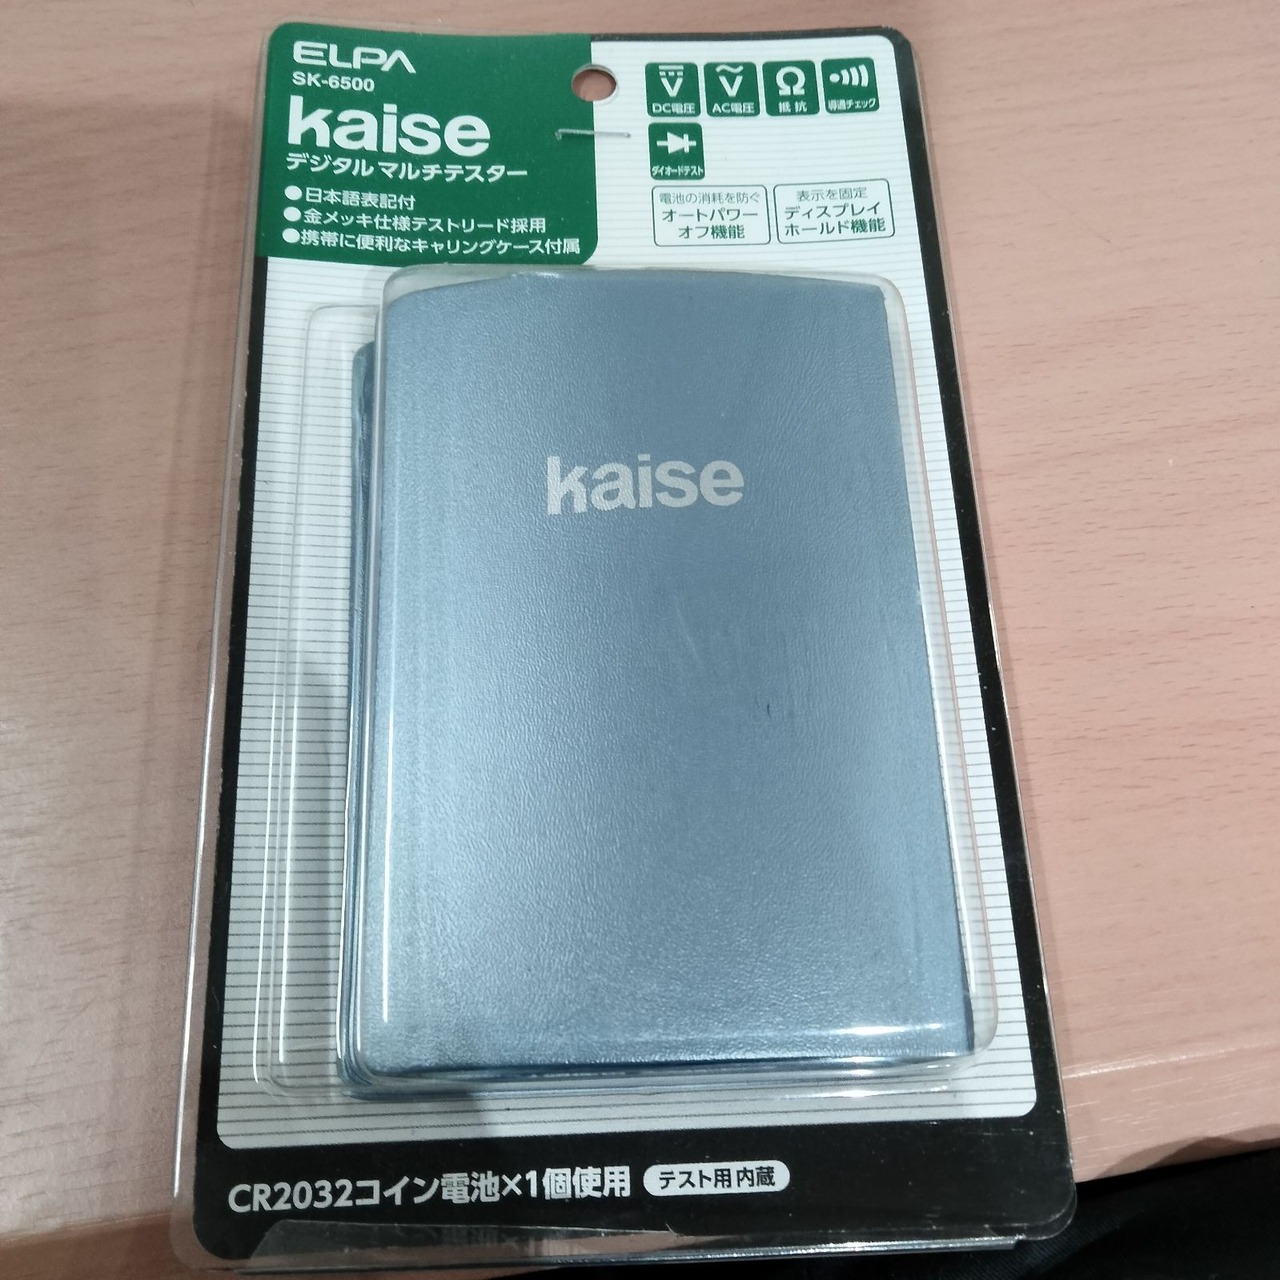 ELPA
SK-6500
kaise
デジタルマルチテスター
●日本語表記付
●金メッキ仕様テストリード採用
●携帯に便利なキャリングケース付属
V
DC電圧
V
AC電圧
Ω
抵抗
導通チェック
ダイオードテスト
電池の消耗を防ぐ
オートパワー
オフ機能
表示を固定
ディスプレイ
ホールド機能
kaise
CR2032コイン電池×1個使用 テスト用内蔵